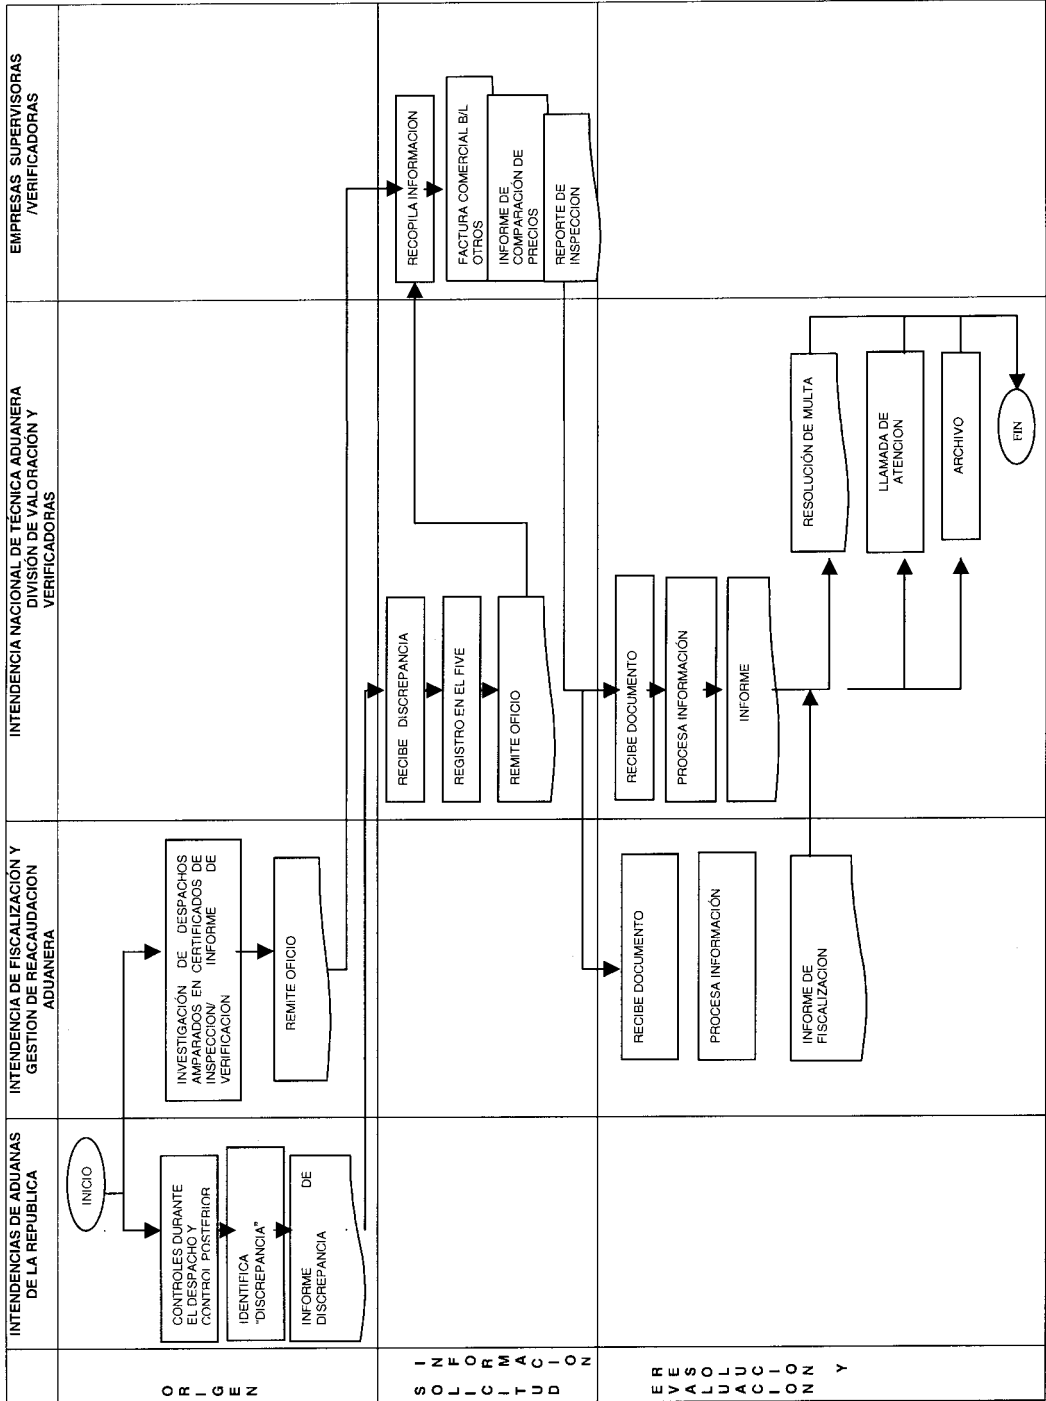 INTENDENCIAS DE ADUANAS
DE LA REPUBLICA
INTENDENCIA DE FISCALIZACIÓN Y
GESTION DE REACAUDACION
ADUANERA
INTENDENCIA NACIONAL DE TÉCNICA ADUANERA
DIVISIÓN DE VALORACIÓN Y
VERIFICADORAS
EMPRESAS SUPERVISORAS
/VERIFICADORAS
ORIGEN
INICIO
CONTROLES DURANTE
EL DESPACHO Y
CONTROL POSTERIOR
IDENTIFICA
"DISCREPANCIA"
INFORME DE
DISCREPANCIA
INVESTIGACIÓN DE DESPACHOS
AMPARADOS EN CERTIFICADOS DE
INSPECCION/ INFORME DE
VERIFICACION
REMITE OFICIO
SOLICITUD
INFORMACION
RECIBE DISCREPANCIA
REGISTRO EN EL FIVE
REMITE OFICIO
RECOPILA INFORMACION
FACTURA COMERCIAL B/L
OTROS
INFORME DE
COMPARACIÓN DE
PRECIOS
REPORTE DE
INSPECCION
EVALUACION Y
RESOLUCION
RECIBE DOCUMENTO
PROCESA INFORMACIÓN
INFORME DE
FISCALIZACION
RECIBE DOCUMENTO
PROCESA INFORMACIÓN
INFORME
RESOLUCIÓN DE MULTA
LLAMADA DE
ATENCION
ARCHIVO
FIN